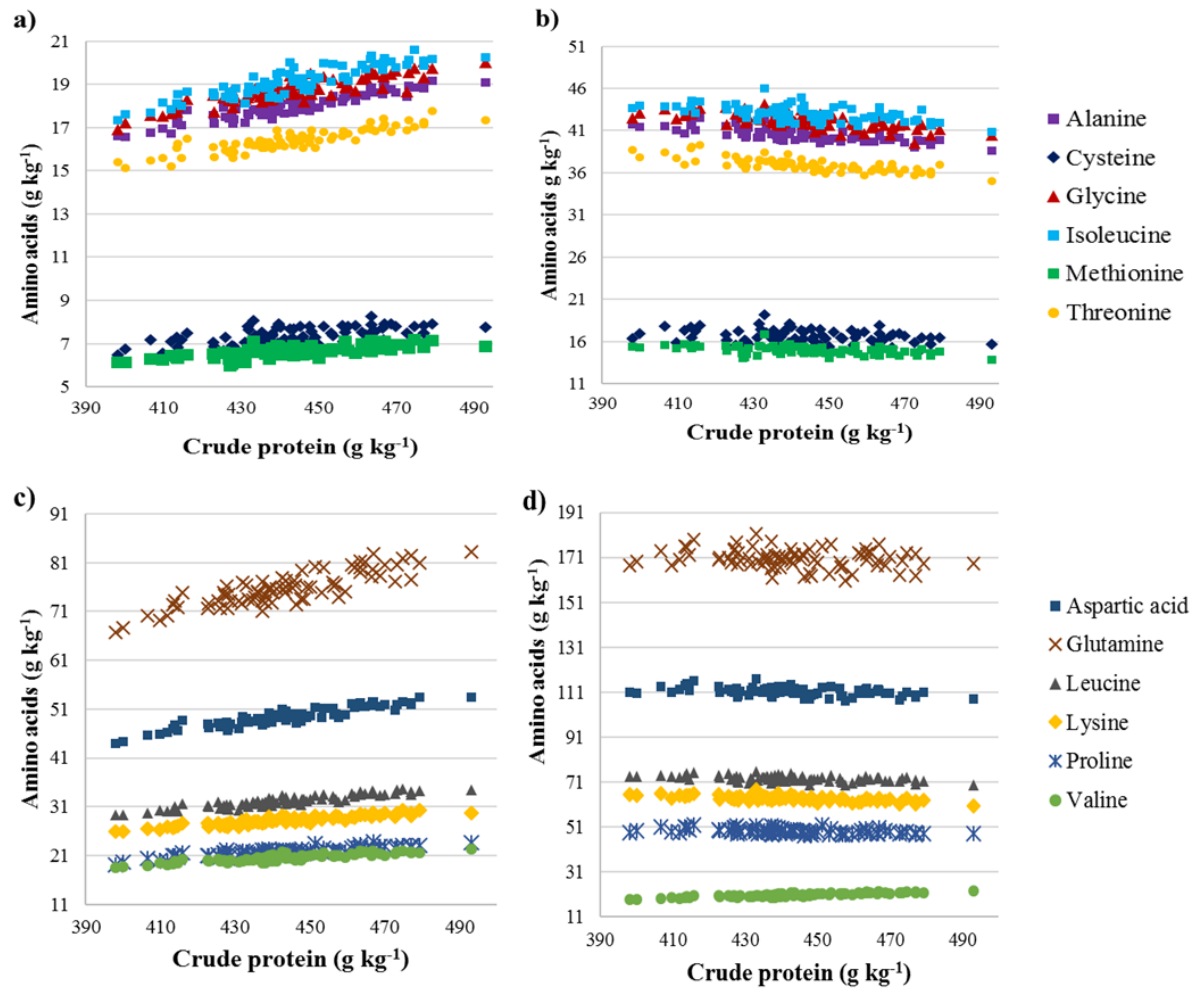 a)
Amino acids (g kg⁻¹)
21
19
17
15
13
11
9
7
5
390 410 430 450 470 490
Crude protein (g kg⁻¹)
b)
Amino acids g kg⁻¹)
51
46
41
36
31
26
21
16
11
390 410 430 450 470 490
Crude protein (g kg⁻¹)
Alanine
Cysteine
Glycine
Isoleucine
Methionine
Threonine
c)
Amino acids (g kg⁻¹)
91
81
71
61
51
41
31
21
11
390 410 430 450 470 490
Crude protein (g kg⁻¹)
d)
Amino acids (g kg⁻¹)
191
171
151
131
111
91
71
51
31
11
390 410 430 450 470 490
Crude protein (g kg⁻¹)
Aspartic acid
Glutamine
Leucine
Lysine
Proline
Valine